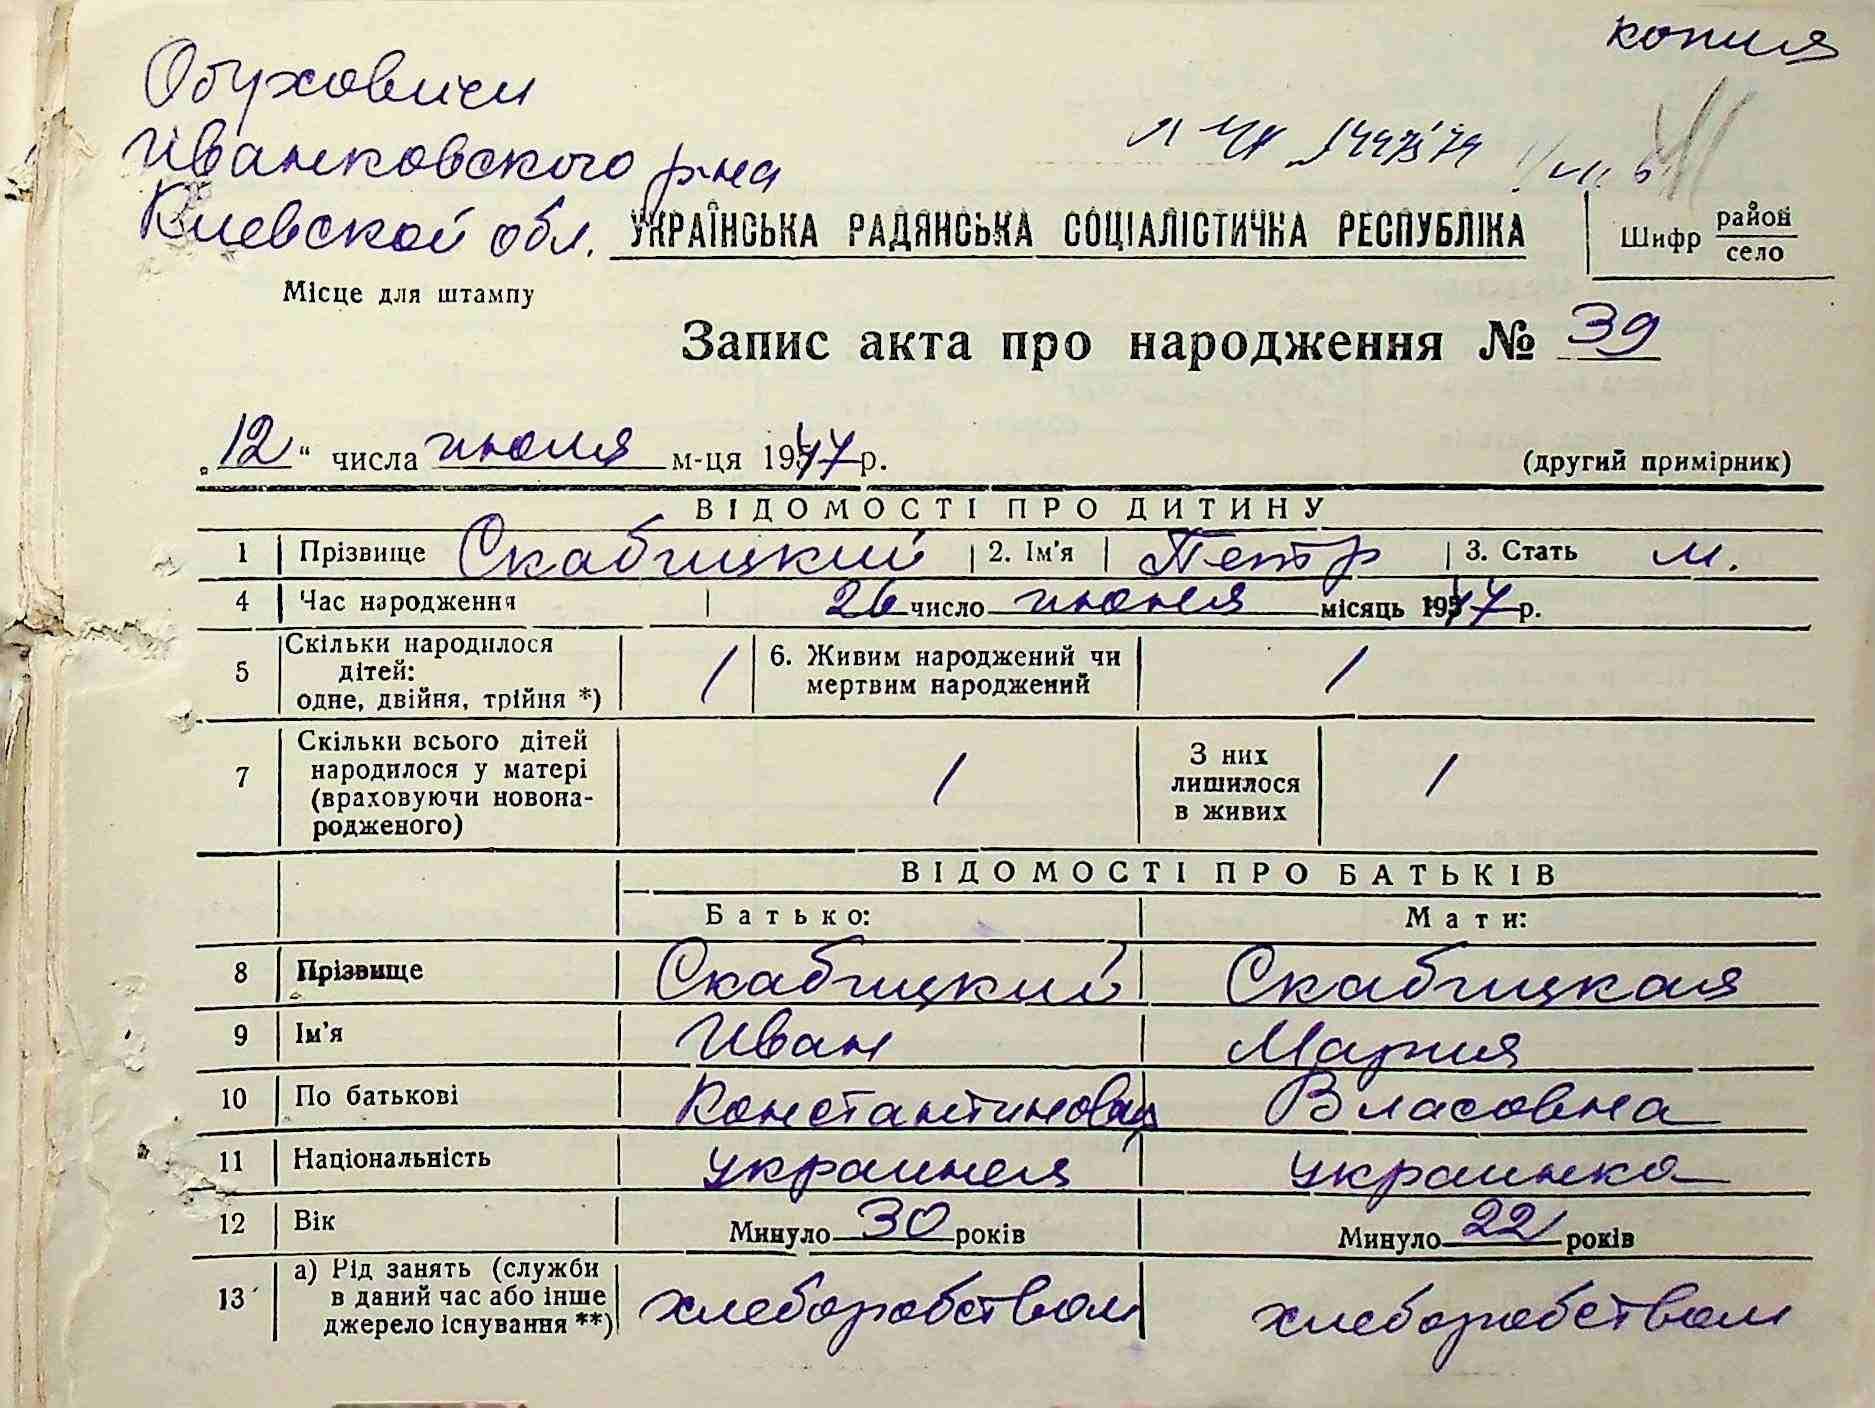 копия
Обуховичи
Иванковского р-на
Киевской обл.
УКРАЇНСЬКА РАДЯНСЬКА СОЦІАЛІСТИЧНА РЕСПУБЛІКА
Шифр район
село
Місце для штампу
Запис акта про народження № 39
„12“ числа июля м-ця 1947 р.
(другий примірник)
ВІДОМОСТІ ПРО ДИТИНУ
1 Прізвище Скабицкий 2. Ім'я Петр 3. Стать м.
4 Час народження 26 число июня місяць 1947 р.
5 Скільки народилося дітей: одне, двійня, трійня *) 1 6. Живим народжений чи мертвим народжений 1
7 Скільки всього дітей народилося у матері (враховуючи новонародженого) 1 З них лишилося в живих 1
ВІДОМОСТІ ПРО БАТЬКІВ
Батько: Мати:
8 Прізвище Скабицкий Скабицкая
9 Ім'я Иван Мария
10 По батькові Константинович Власовна
11 Національність украинец украинка
12 Вік Минуло 30 років Минуло 22 років
13 а) Рід занять (служби в даний час або інше джерело існування **) хлеборобством хлеборобством